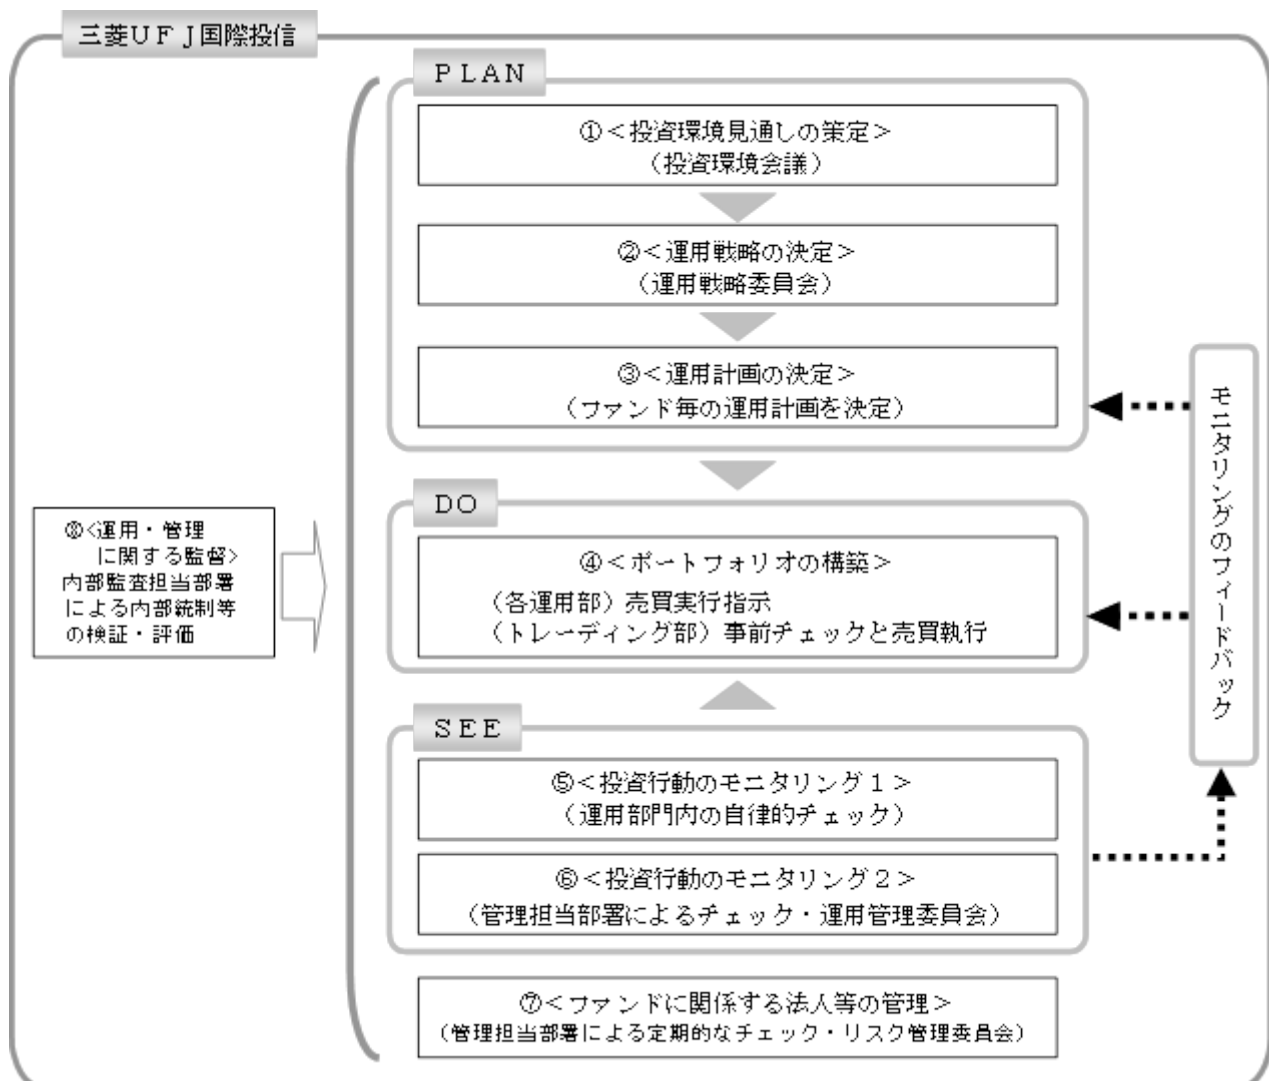 三菱ＵＦＪ国際投信
ＰＬＡＮ
①＜投資環境見通しの策定＞
（投資環境会議）
②＜運用戦略の決定＞
（運用戦略委員会）
③＜運用計画の決定＞
（ファンド毎の運用計画を決定）
ＤＯ
④＜ポートフォリオの構築＞
（各運用部）売買実行指示
（トレーディング部）事前チェックと売買執行
ＳＥＥ
⑤＜投資行動のモニタリング１＞
（運用部門内の自律的チェック）
⑥＜投資行動のモニタリング２＞
（管理担当部署によるチェック・運用管理委員会）
⑦＜ファンドに関係する法人等の管理＞
（管理担当部署による定期的なチェック・リスク管理委員会）
⑧＜運用・管理
に関する監督＞
内部監査担当部署
による内部統制等
の検証・評価
モニタリングのフィードバック